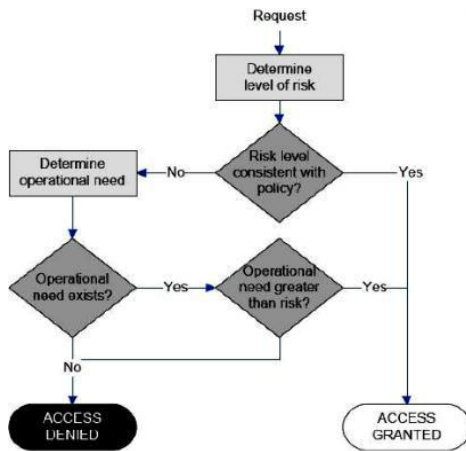 Request
Determine
level of risk
Risk level
consistent with
policy?
No
Yes
Determine
operational need
Operational
need exists?
Yes
Operational
need greater
than risk?
Yes
No
ACCESS
DENIED
ACCESS
GRANTED